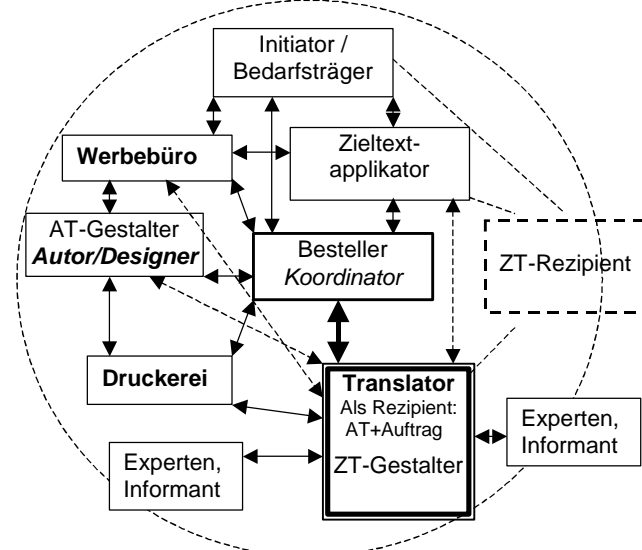 Initiator /
Bedarfsträger
Werbebüro
Zieltext-
applikator
AT-Gestalter
Autor/Designer
Besteller
Koordinator
ZT-Rezipient
Druckerei
Translator
Als Rezipient:
AT+Auftrag
ZT-Gestalter
Experten,
Informant
Experten,
Informant